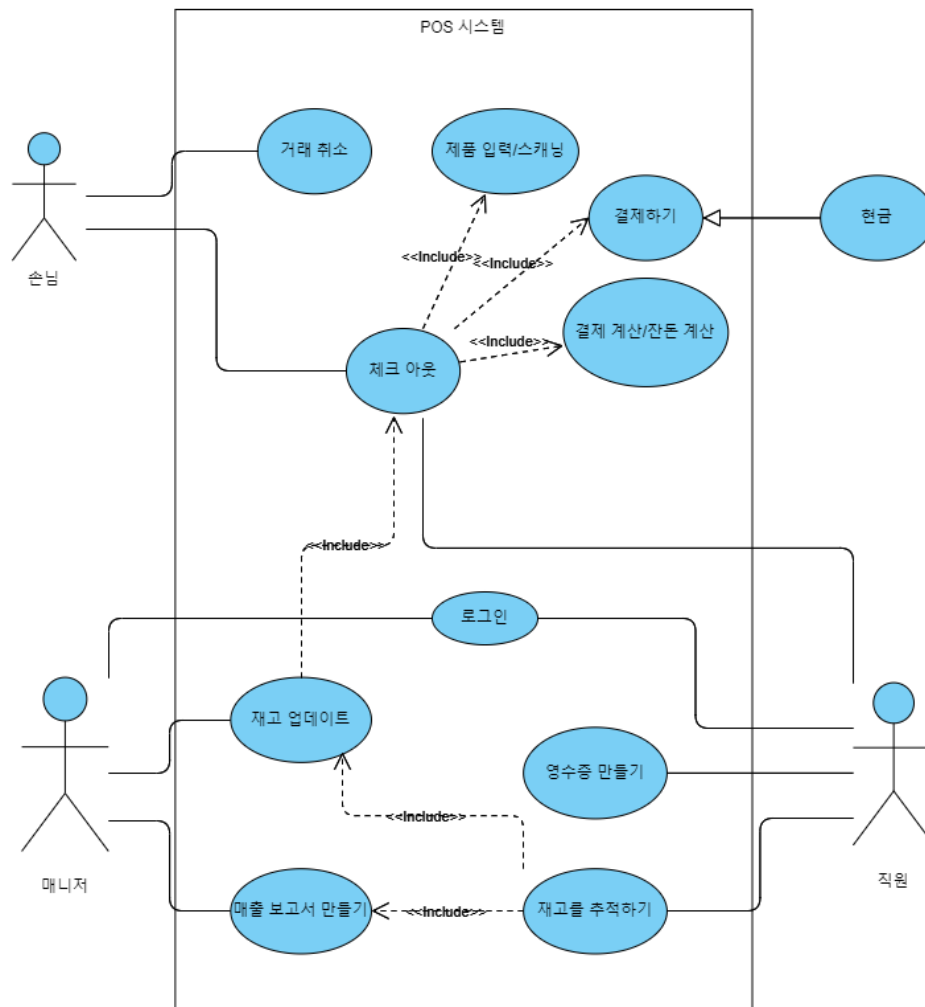 POS 시스템
거래 취소
제품 입력/스캐닝
결제하기
현금
손님
<<Include>>
<<Include>>
결제 계산/잔돈 계산
<<Include>>
체크 아웃
<<Include>>
로그인
재고 업데이트
영수증 만들기
<<Include>>
매니저
직원
매출 보고서 만들기
<<Include>>
재고를 추적하기